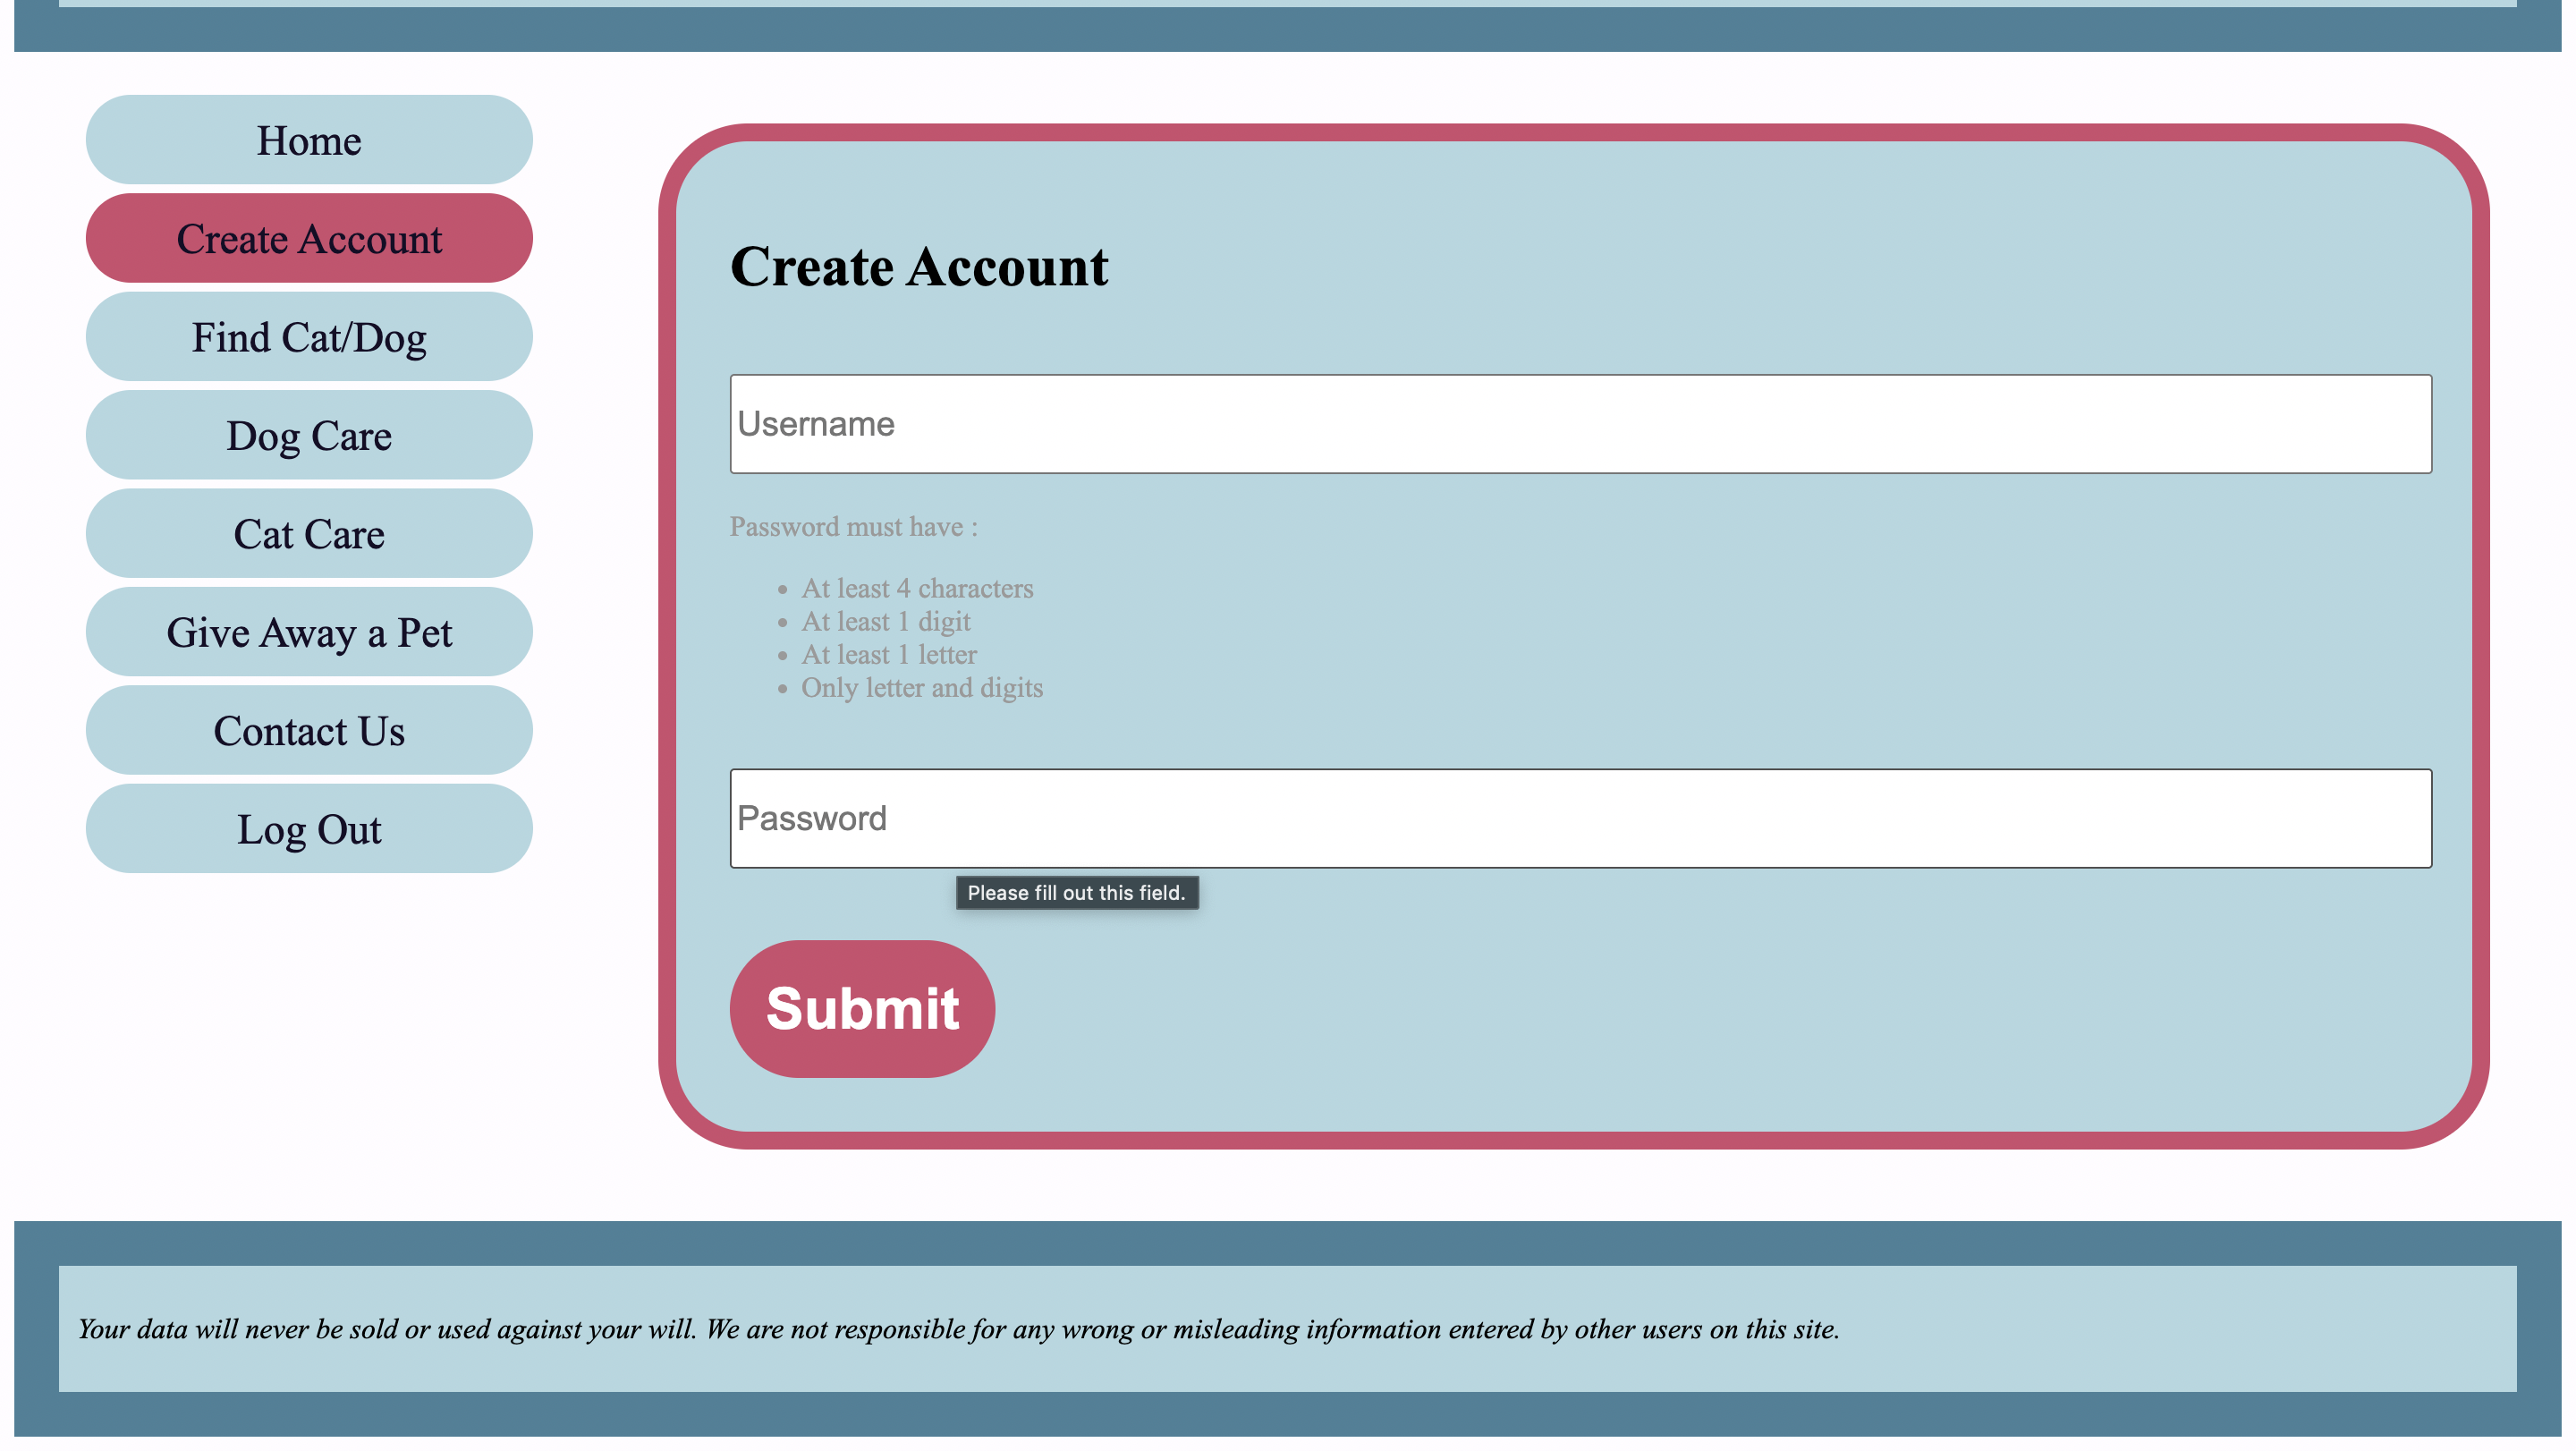 Home
Create Account
Find Cat/Dog
Dog Care
Cat Care
Give Away a Pet
Contact Us
Log Out
Create Account
Username
Password must have :
• At least 4 characters
• At least 1 digit
• At least 1 letter
• Only letter and digits
Password
Please fill out this field.
Submit
Your data will never be sold or used against your will. We are not responsible for any wrong or misleading information entered by other users on this site.